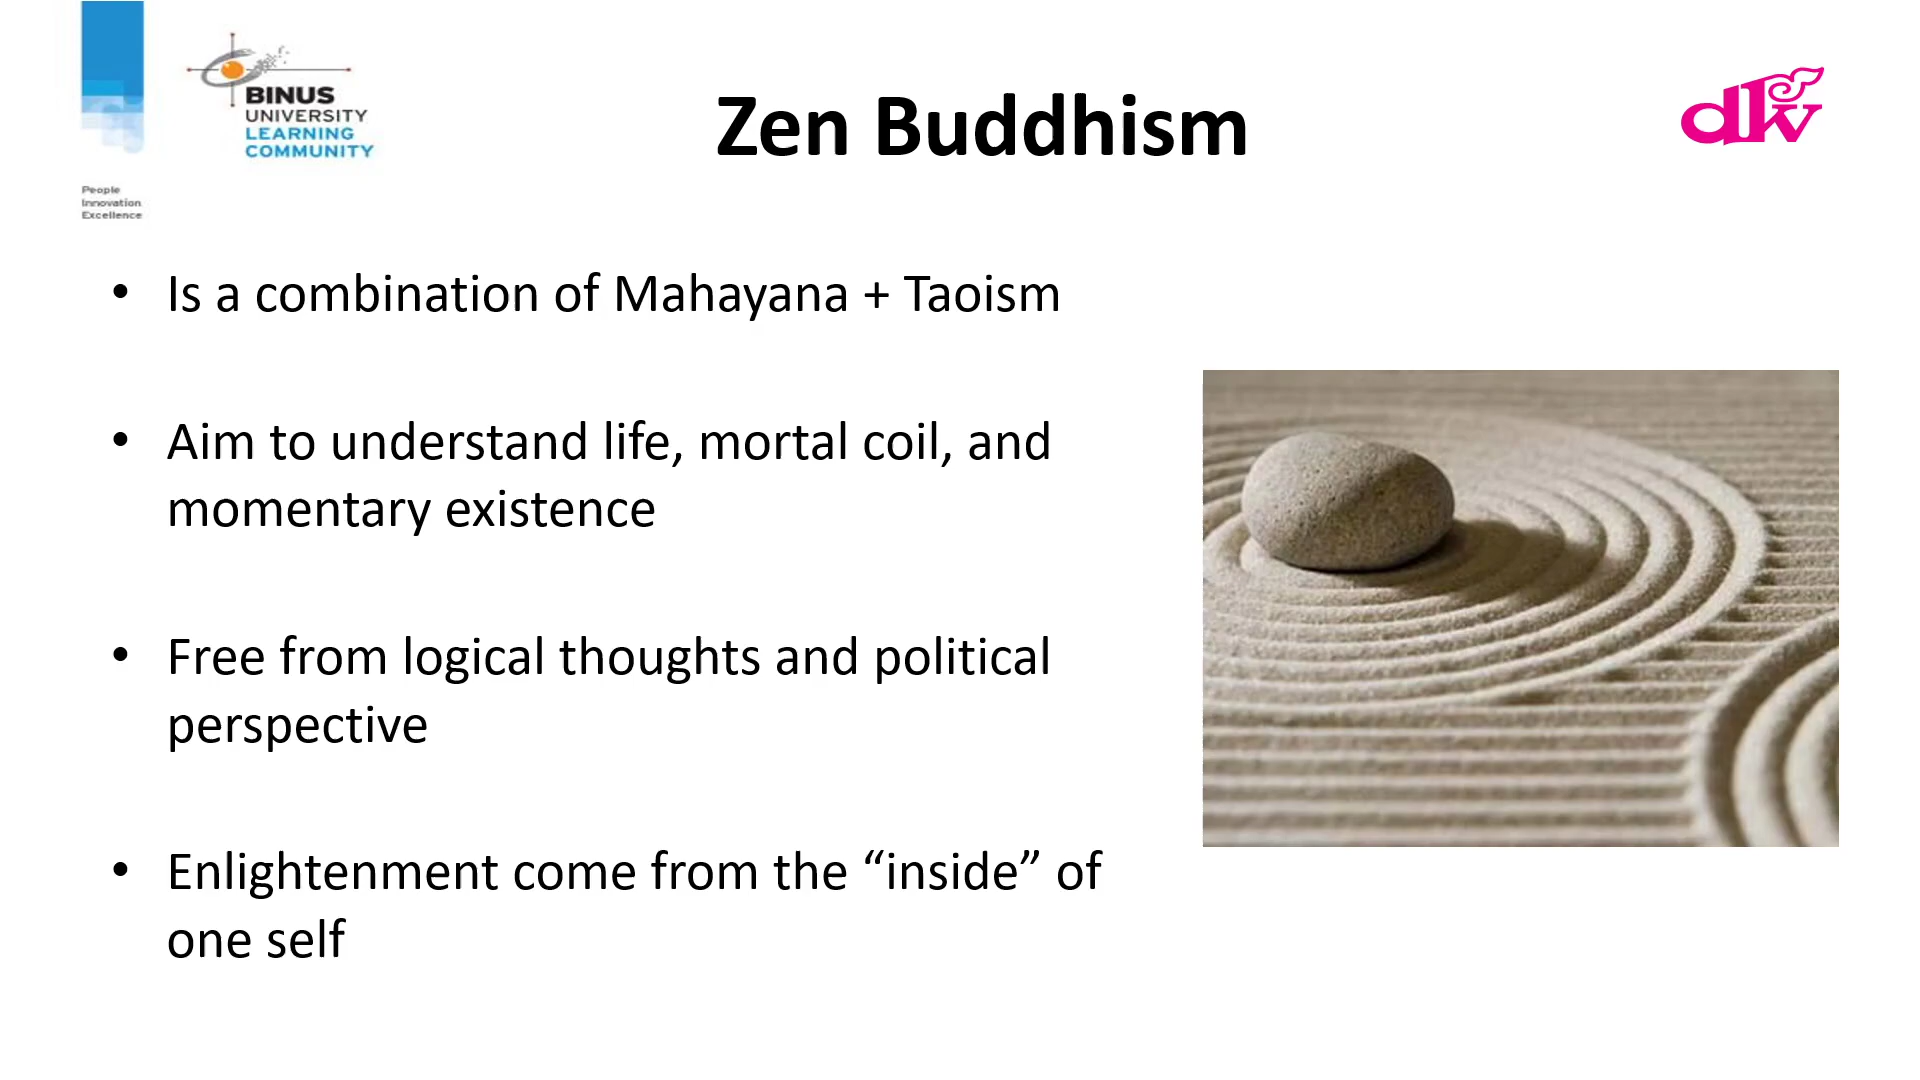 BINUS
UNIVERSITY
LEARNING
COMMUNITY
People
Innovation
Excellence
Zen Buddhism
dkv
• Is a combination of Mahayana + Taoism
• Aim to understand life, mortal coil, and
momentary existence
• Free from logical thoughts and political
perspective
• Enlightenment come from the “inside” of
one self